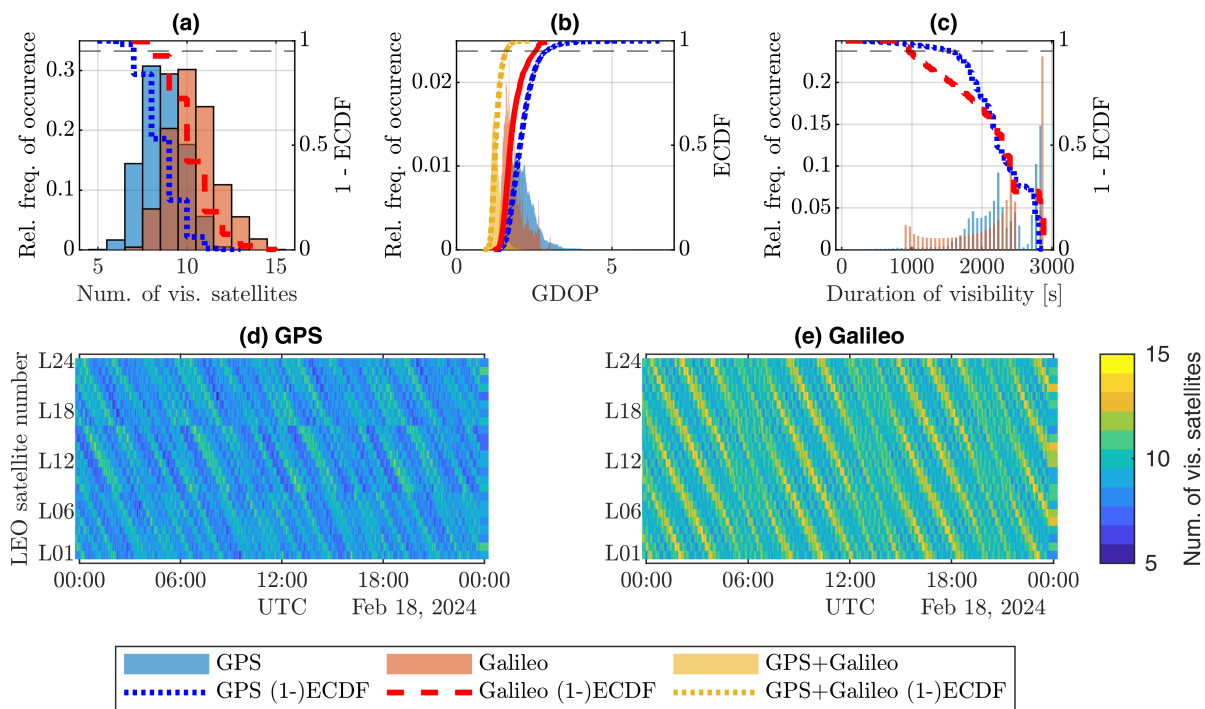 (a)
(b)
(c)
Rel. freq. of occurence
0.3
0.2
0.1
0
1
0.5
0
1 - ECDF
5
10
15
Num. of vis. satellites
Rel. freq. of occurence
0.02
0.01
0
1
0.5
0
ECDF
0
5
GDOP
Rel. freq. of occurence
0.2
0.15
0.1
0.05
0
1
0.5
0
1 - ECDF
0
1000
2000
3000
Duration of visibility [s]
(d) GPS
LEO satellite number
L24
L18
L12
L06
L01
00:00
06:00
12:00
18:00
00:00
UTC
Feb 18, 2024
(e) Galileo
L24
L18
L12
L06
L01
00:00
06:00
12:00
18:00
00:00
UTC
Feb 18, 2024
15
10
5
Num. of vis. satellites
GPS
Galileo
GPS+Galileo
GPS (1-)ECDF
Galileo (1-)ECDF
GPS+Galileo (1-)ECDF